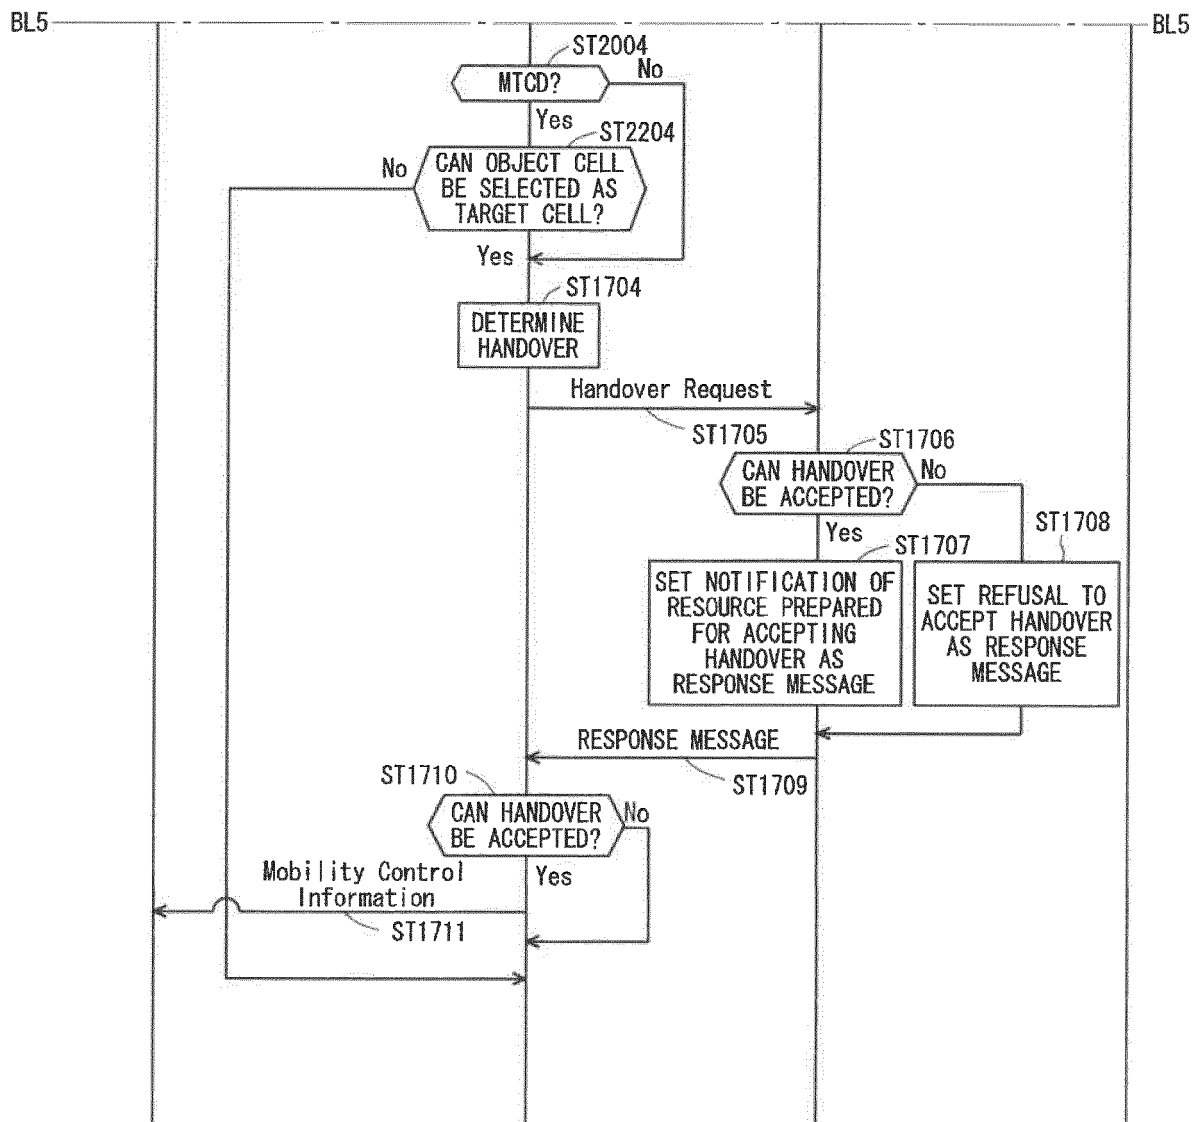 BL5
BL5
ST2004
MTCD?
No
Yes
ST2204
No
CAN OBJECT CELL
BE SELECTED AS
TARGET CELL?
Yes
ST1704
DETERMINE
HANDOVER
Handover Request
ST1705
ST1706
CAN HANDOVER
BE ACCEPTED?
No
Yes
ST1707
ST1708
SET NOTIFICATION OF
RESOURCE PREPARED
FOR ACCEPTING
HANDOVER AS
RESPONSE MESSAGE
SET REFUSAL TO
ACCEPT HANDOVER
AS RESPONSE
MESSAGE
RESPONSE MESSAGE
ST1709
ST1710
CAN HANDOVER
BE ACCEPTED?
No
Yes
Mobility Control
Information
ST1711